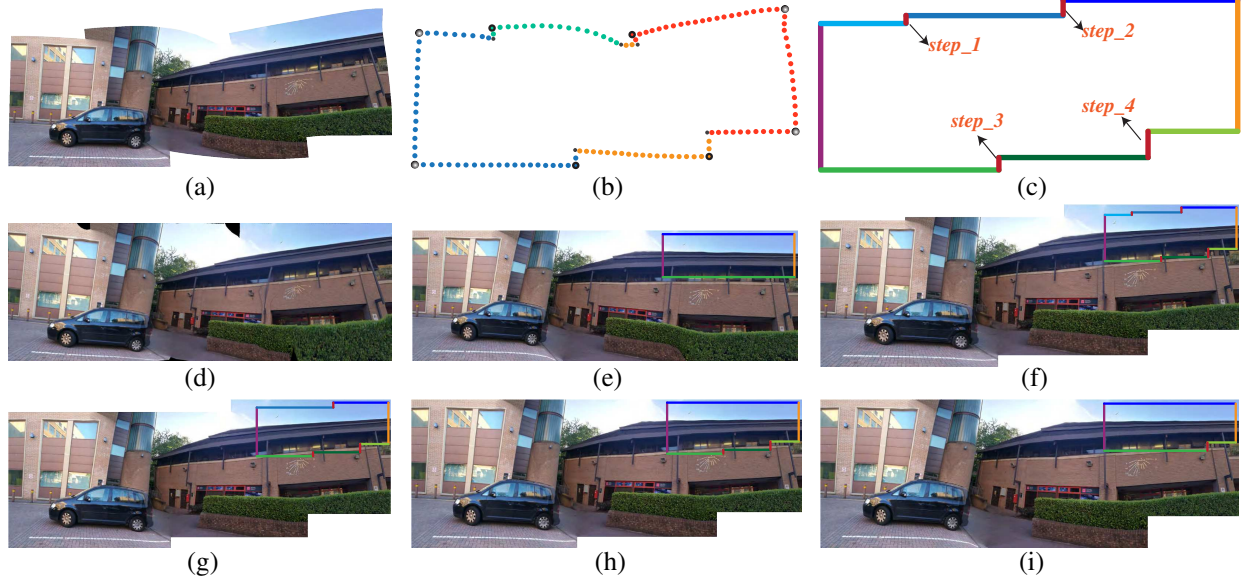 step_1
step_2
step_3
step_4
(a)
(b)
(c)
(d)
(e)
(f)
(g)
(h)
(i)